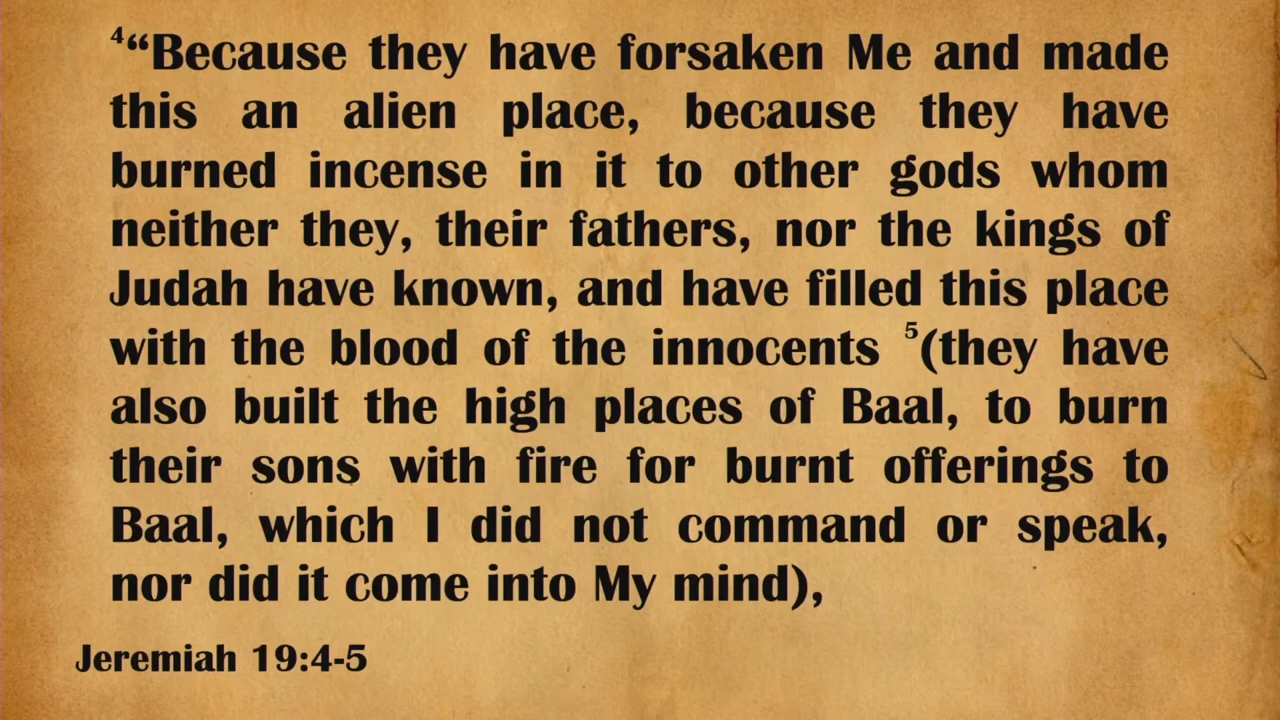 ⁴“Because they have forsaken Me and made
this an alien place, because they have
burned incense in it to other gods whom
neither they, their fathers, nor the kings of
Judah have known, and have filled this place
with the blood of the innocents ⁵(they have
also built the high places of Baal, to burn
their sons with fire for burnt offerings to
Baal, which I did not command or speak,
nor did it come into My mind),
Jeremiah 19:4-5